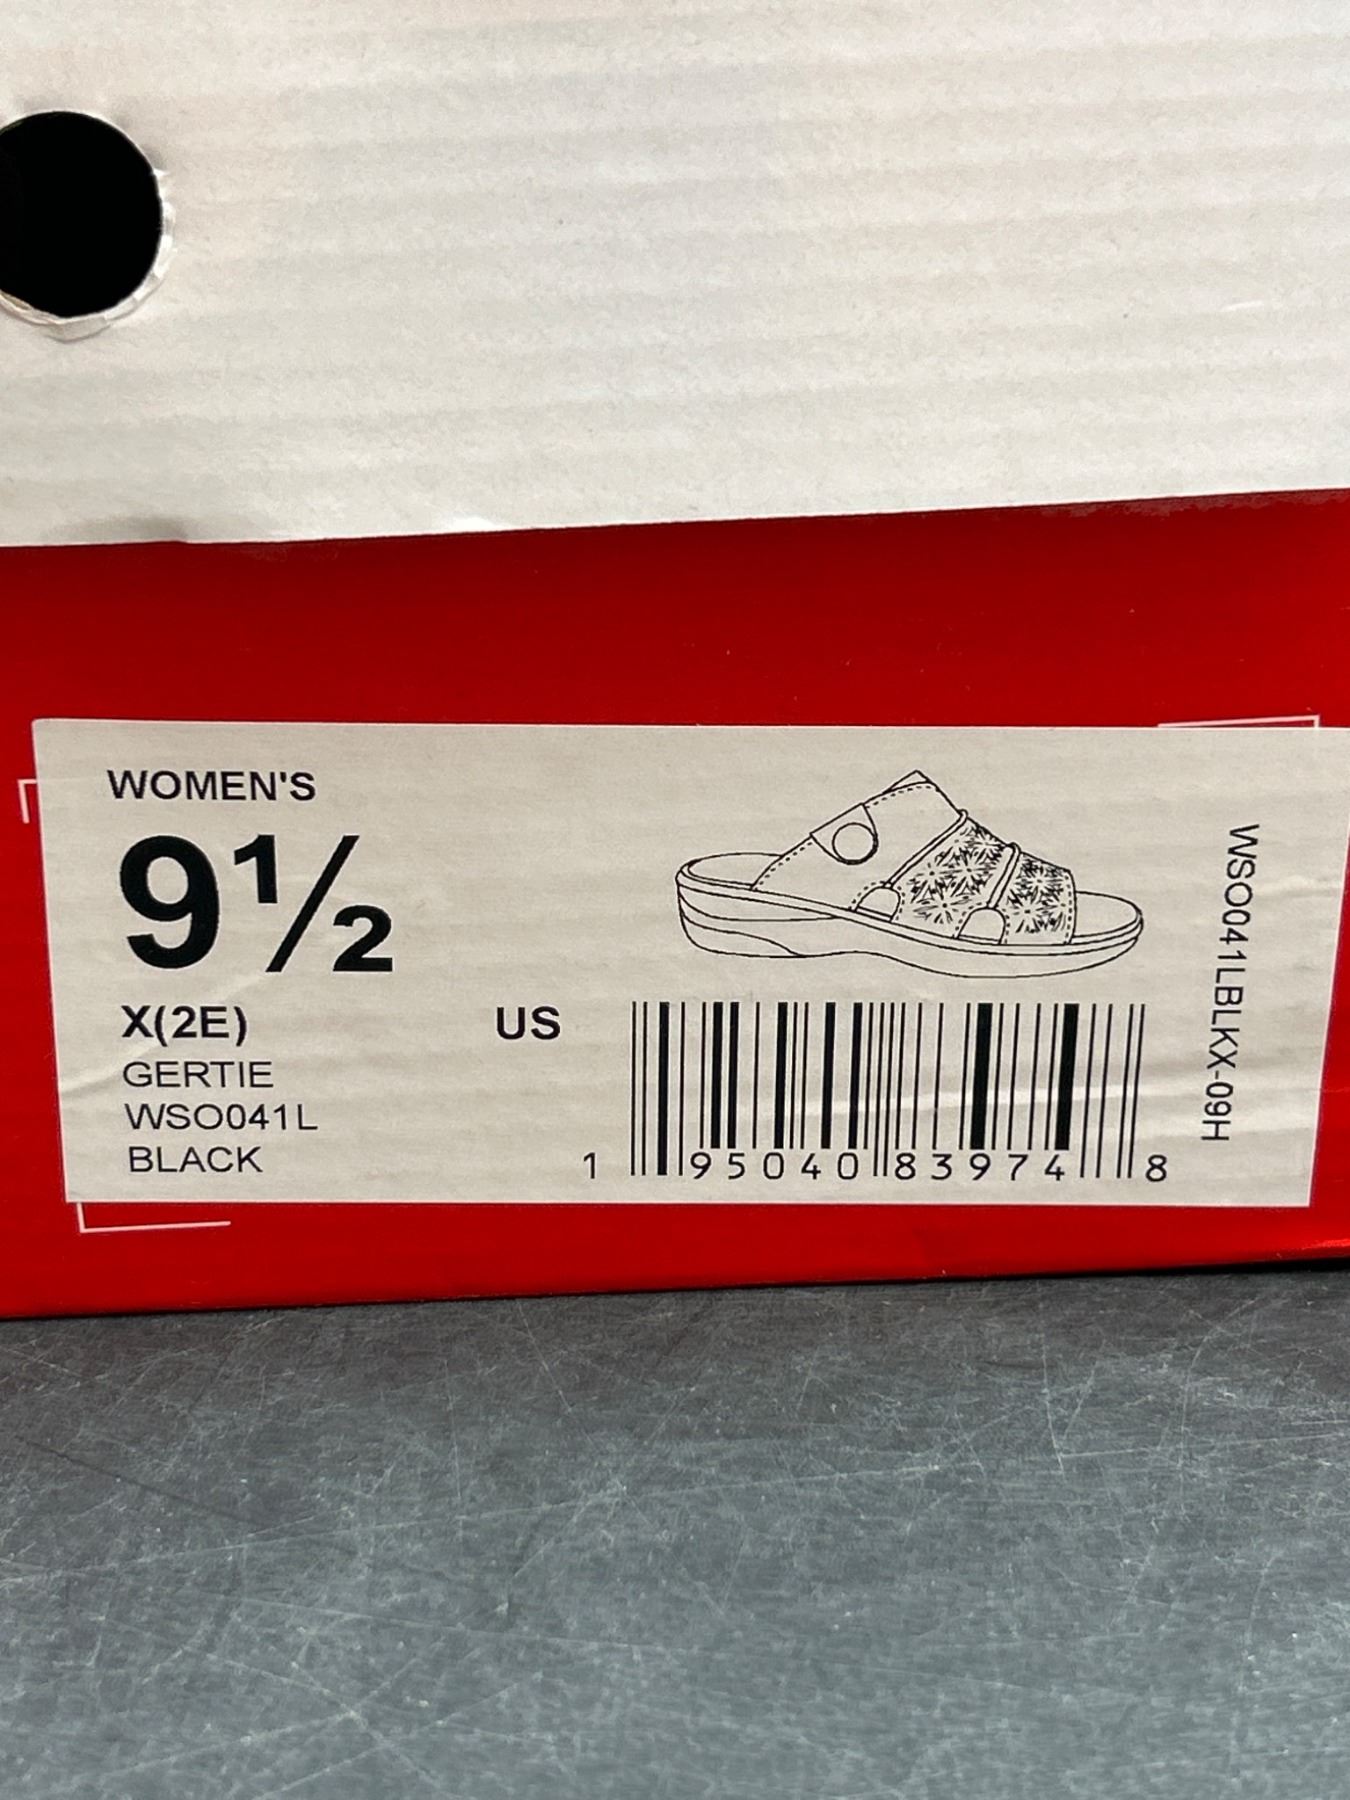 WOMEN'S
9½
X(2E) US
GERTIE
WSO041L
BLACK
1 95040 83974 8
WSO041LBLKX-09H